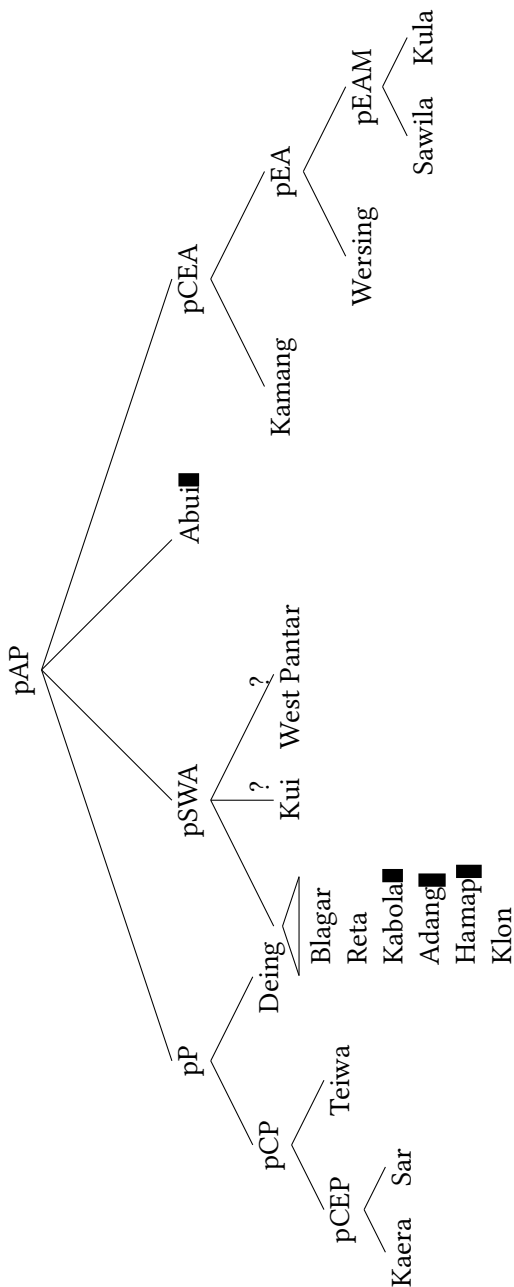 pAP
pP
pSWA
Abui
pCEA
pCP
Deing
Kui
?
West Pantar
?
Kamang
pEA
pCEP
Teiwa
Blagar
Reta
Kabola
Adang
Hamap
Klon
Wersing
pEAM
Kaera
Sar
Sawila
Kula